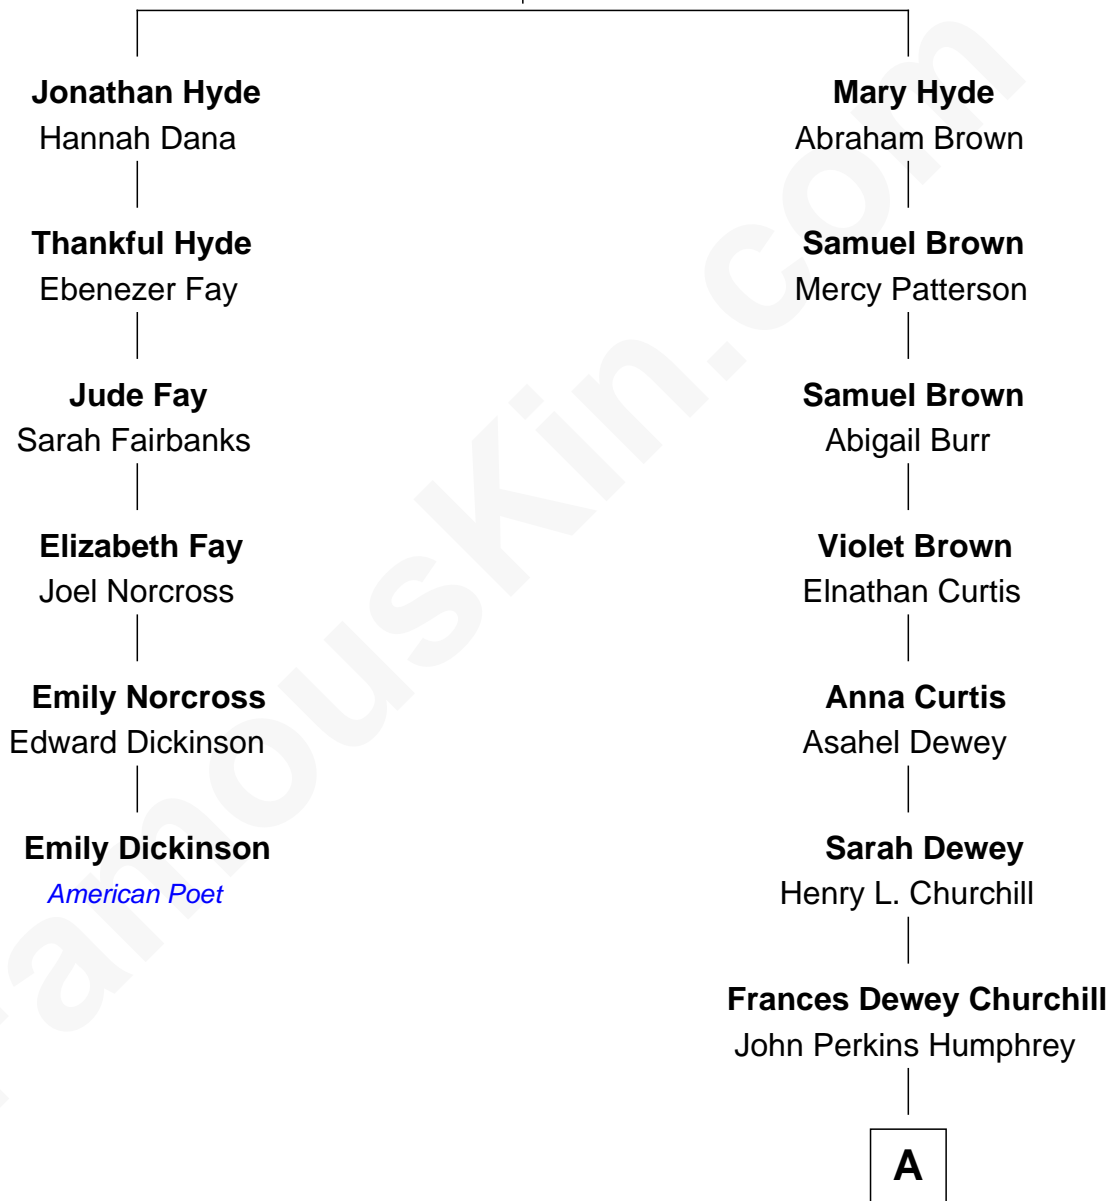 Jonathan Hyde
Hannah Dana
Thankful Hyde
Ebenezer Fay
Jude Fay
Sarah Fairbanks
Elizabeth Fay
Joel Norcross
Emily Norcross
Edward Dickinson
Emily Dickinson
American Poet
Mary Hyde
Abraham Brown
Samuel Brown
Mercy Patterson
Samuel Brown
Abigail Burr
Violet Brown
Elnathan Curtis
Anna Curtis
Asahel Dewey
Sarah Dewey
Henry L. Churchill
Frances Dewey Churchill
John Perkins Humphrey
A
FamousKin.com